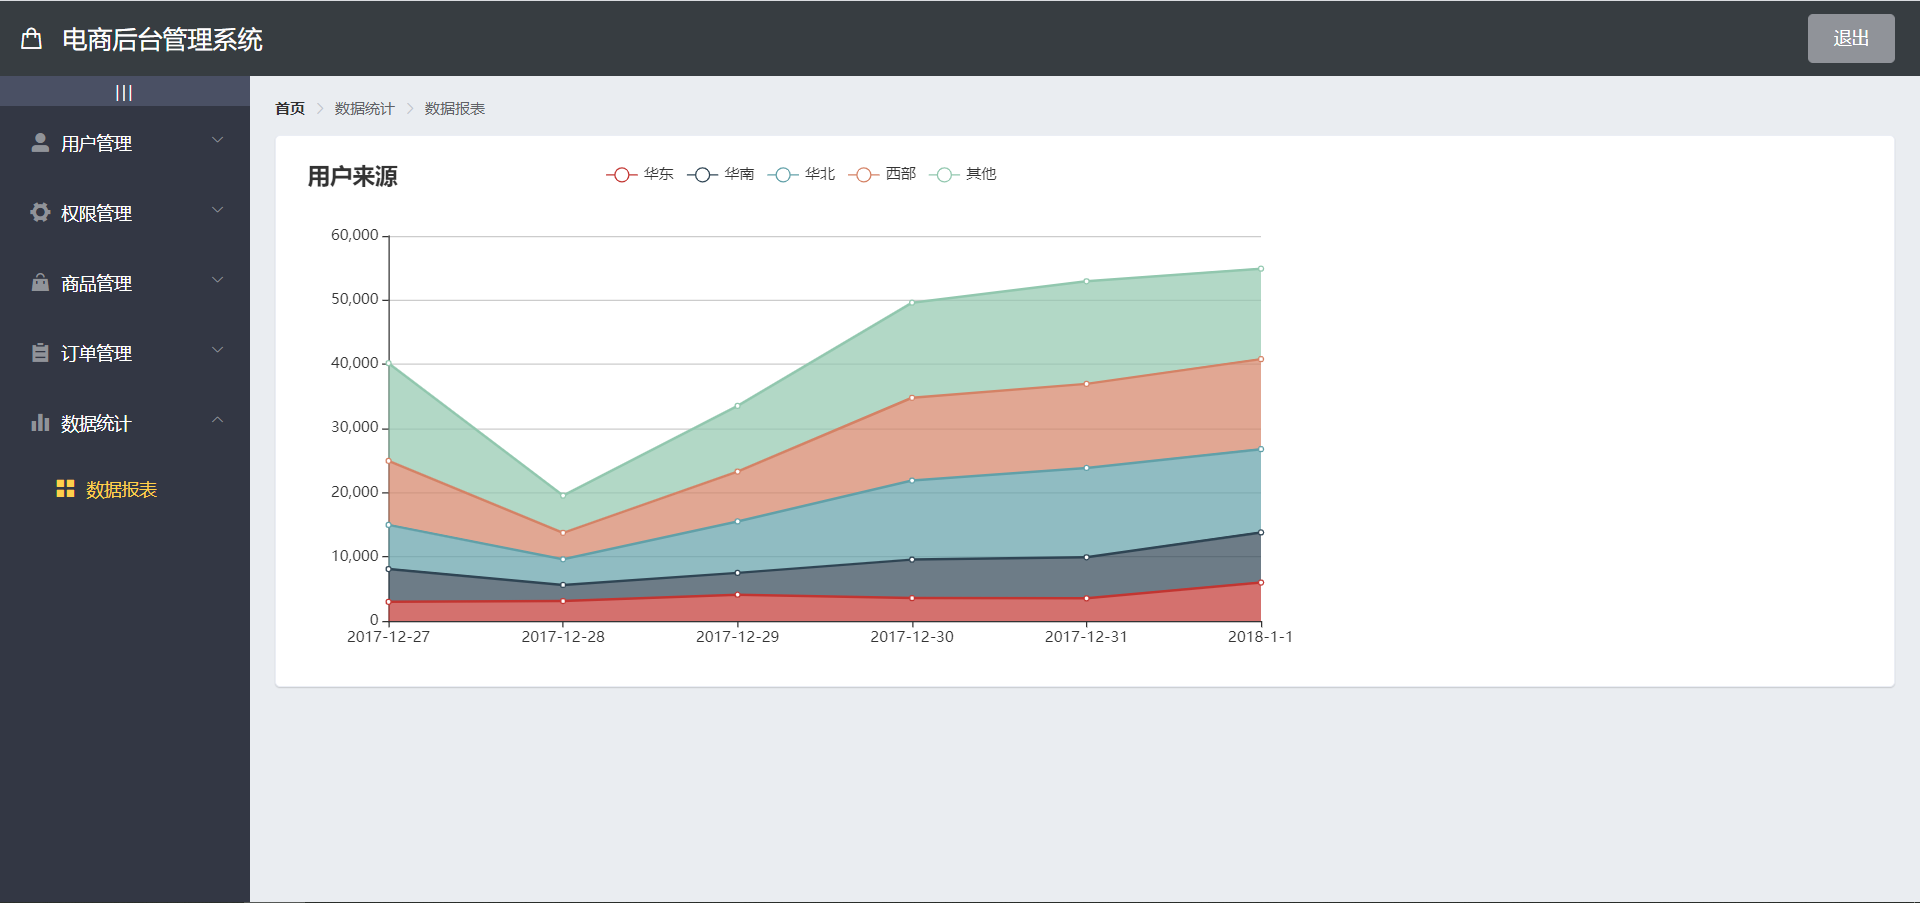 电商后台管理系统
退出
|||
用户管理
权限管理
商品管理
订单管理
数据统计
数据报表
首页 数据统计 数据报表
用户来源
华东 华南 华北 西部 其他
60,000
50,000
40,000
30,000
20,000
10,000
0
2017-12-27 2017-12-28 2017-12-29 2017-12-30 2017-12-31 2018-1-1